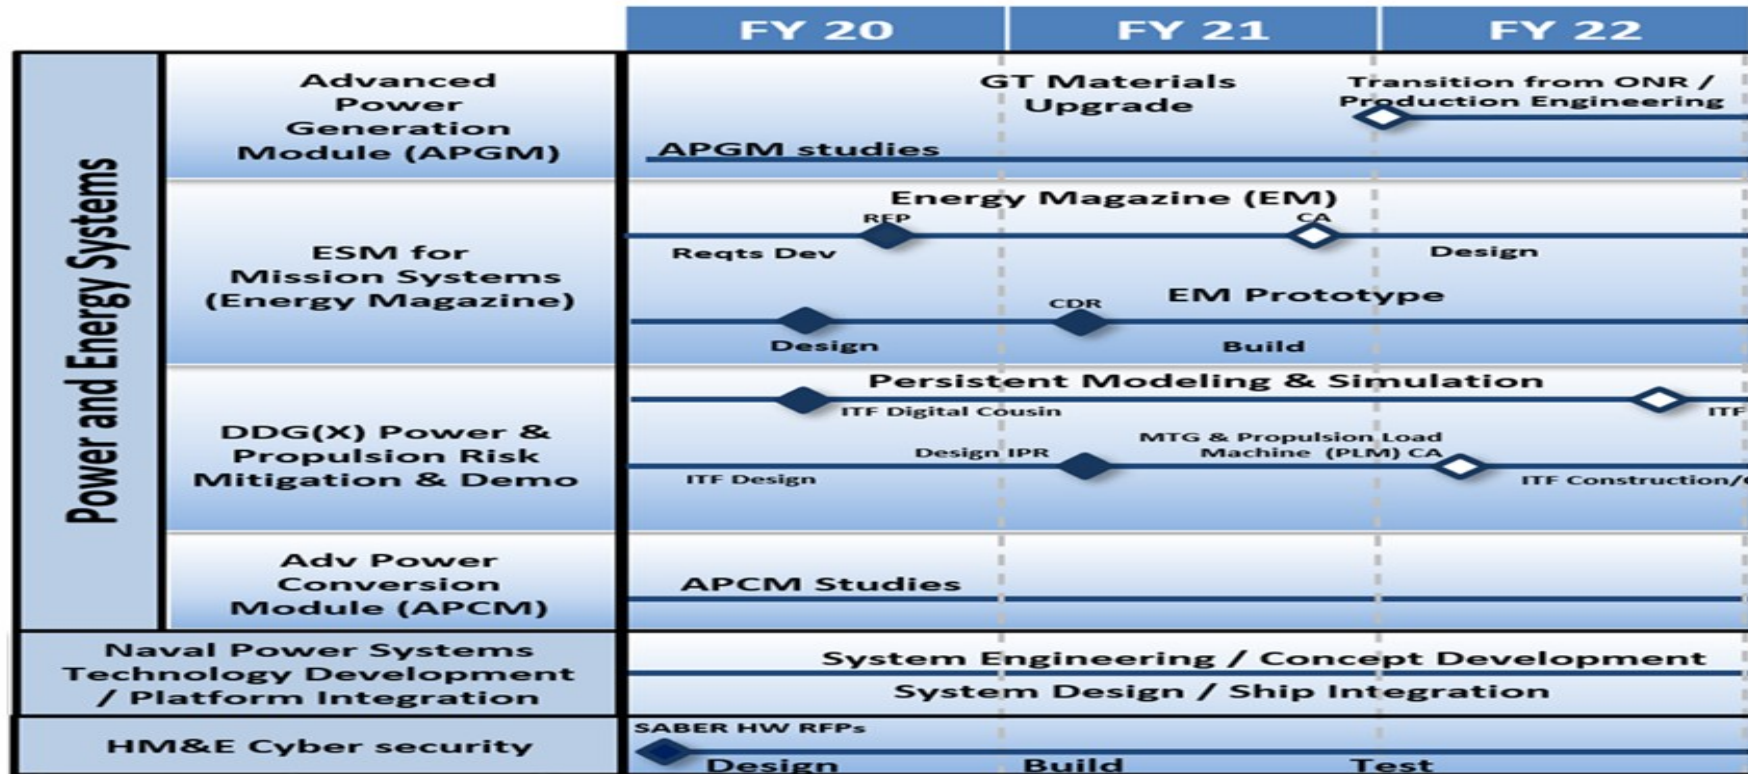 FY 20 FY 21 FY 22
Power and Energy Systems
Advanced
Power
Generation
Module (APGM)
GT Materials
Upgrade
Transition from ONR /
Production Engineering
APGM studies
ESM for
Mission Systems
(Energy Magazine)
Energy Magazine (EM)
RFP CA
Reqts Dev Design
EM Prototype
CDR
Design Build
DDG(X) Power &
Propulsion Risk
Mitigation & Demo
Persistent Modeling & Simulation
ITF Digital Cousin ITF
Design IPR
MTG & Propulsion Load
Machine (PLM) CA
ITF Design ITF Construction/
Adv Power
Conversion
Module (APCM)
APCM Studies
Naval Power Systems
Technology Development
/ Platform Integration
System Engineering / Concept Development
System Design / Ship Integration
HM&E Cyber security
SABER HW RFPs
Design Build Test